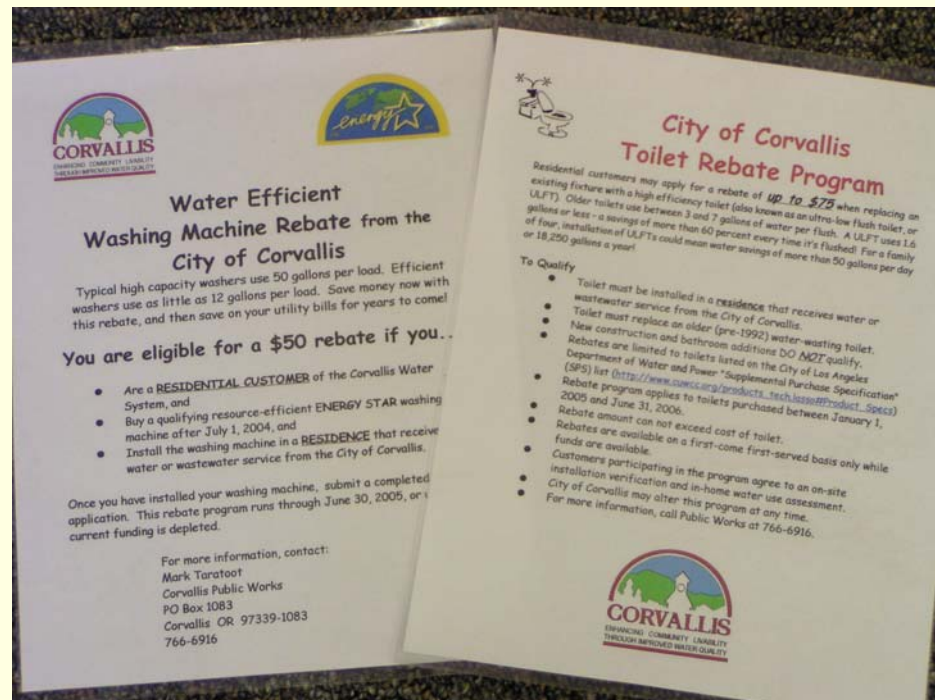 CORVALLIS
ENHANCING COMMUNITY LIVABILITY
THROUGH IMPROVED WATER QUALITY
energy
Water Efficient
Washing Machine Rebate from the
City of Corvallis
Typical high capacity washers use 50 gallons per load. Efficient
washers use as little as 12 gallons per load. Save money now with
this rebate, and then save on your utility bills for years to come!
You are eligible for a $50 rebate if you..
• Are a RESIDENTIAL CUSTOMER of the Corvallis Water
System, and
• Buy a qualifying resource-efficient ENERGY STAR washing
machine after July 1, 2004, and
• Install the washing machine in a RESIDENCE that receive
water or wastewater service from the City of Corvallis.
Once you have installed your washing machine, submit a completed
application. This rebate program runs through June 30, 2005, or
current funding is depleted.
For more information, contact:
Mark Taratoot
Corvallis Public Works
PO Box 1083
Corvallis OR 97339-1083
766-6916
City of Corvallis
Toilet Rebate Program
Residential customers may apply for a rebate of up to $75 when replacing an
existing fixture with a high efficiency toilet (also known as an ultra-low flush toilet, or
ULFT). Older toilets use between 3 and 7 gallons of water per flush. A ULFT uses 1.6
gallons or less - a savings of more than 60 percent every time it's flushed! For a family
of four, installation of ULFTs could mean water savings of more than 50 gallons per day
or 18,250 gallons a year!
To Qualify
• Toilet must be installed in a residence that receives water or
wastewater service from the City of Corvallis.
• Toilet must replace an older (pre-1992) water-wasting toilet.
• New construction and bathroom additions DO NOT qualify.
• Rebates are limited to toilets listed on the City of Los Angeles
Department of Water and Power "Supplemental Purchase Specification"
(SPS) list (http://www.cuwcc.org/products_tech.lasso#Product_Specs)
• Rebate program applies to toilets purchased between January 1,
2005 and June 31, 2006.
• Rebate amount can not exceed cost of toilet.
• Rebates are available on a first-come first-served basis only while
funds are available.
• Customers participating in the program agree to an on-site
installation verification and in-home water use assessment.
• City of Corvallis may alter this program at any time.
• For more information, call Public Works at 766-6916.
CORVALLIS
ENHANCING COMMUNITY LIVABILITY
THROUGH IMPROVED WATER QUALITY